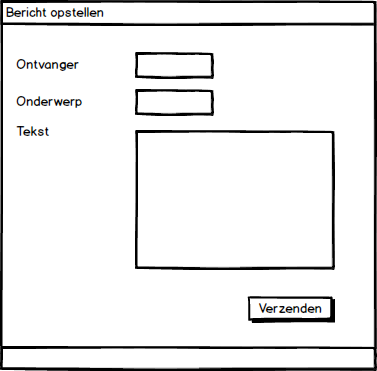 Bericht opstellen
Ontvanger
Onderwerp
Tekst
Verzenden